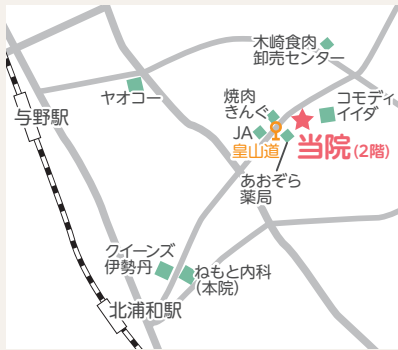 木崎食肉
卸売センター
ヤオコー
焼肉
きんぐ
コモディ
イイダ
与野駅
JA
皇山道
当院(2階)
あおぞら
薬局
クイーンズ
伊勢丹
ねもと内科
(本院)
北浦和駅